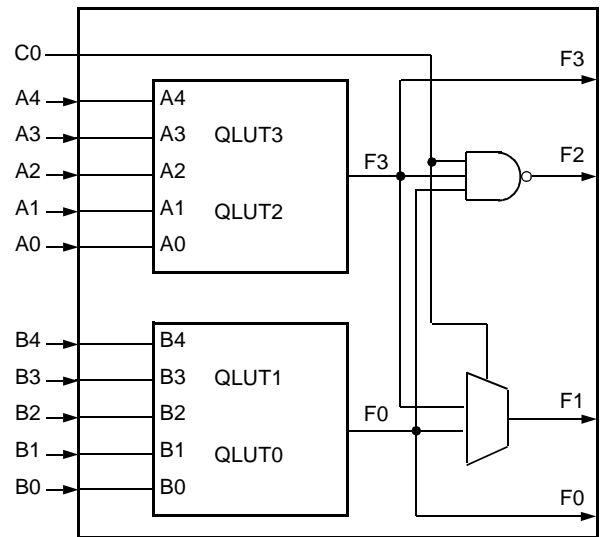 C0
F3
A4 A4
A3 A3 QLUT3
F3 F2
A2 A2
A1 A1 QLUT2
A0 A0
B4 B4
B3 B3 QLUT1
B2 B2 F0 F1
B1 B1 QLUT0
B0 B0
F0